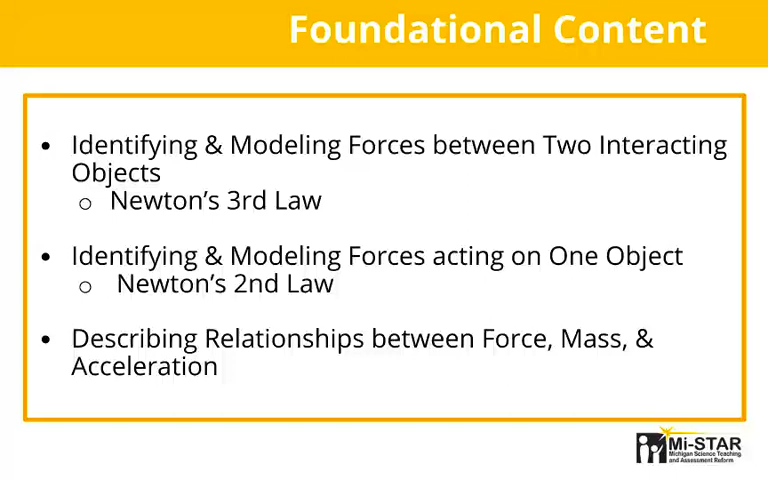 Foundational Content
• Identifying & Modeling Forces between Two Interacting
Objects
o Newton's 3rd Law
• Identifying & Modeling Forces acting on One Object
o Newton's 2nd Law
• Describing Relationships between Force, Mass, &
Acceleration
Mi-STAR
Michigan Science Teaching
and Assessment Reform